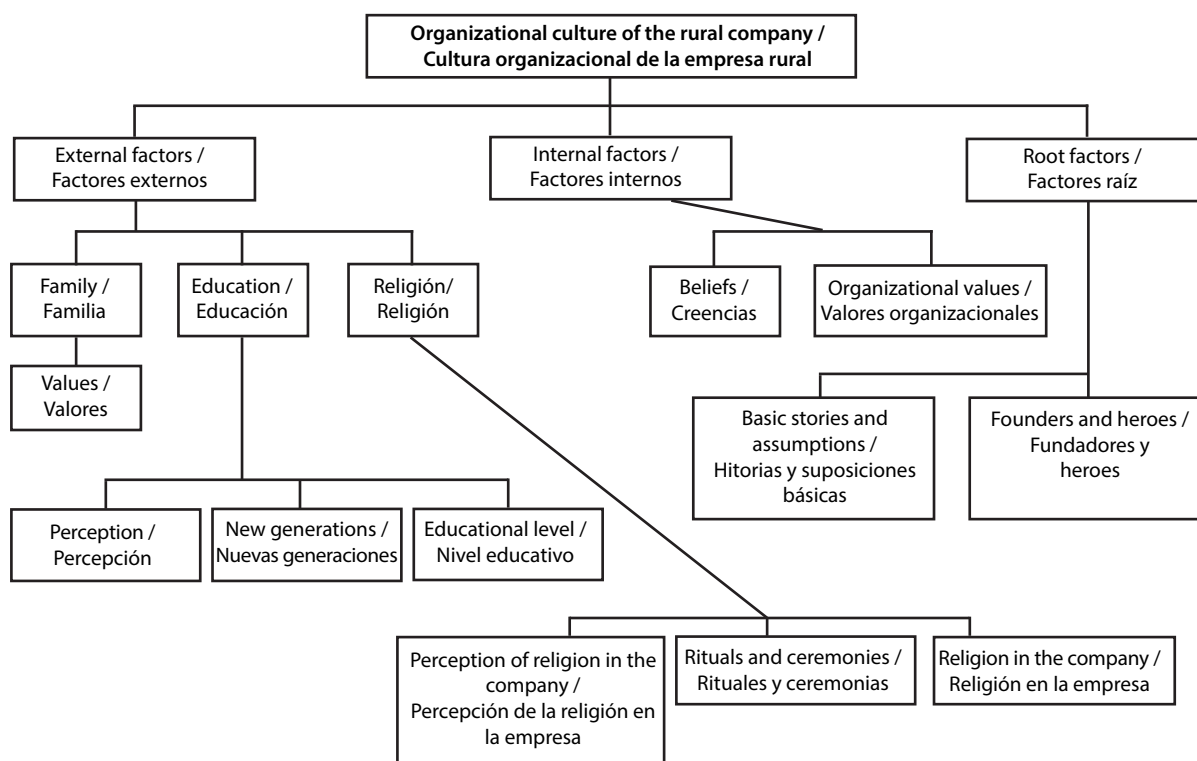 Organizational culture of the rural company /
Cultura organizacional de la empresa rural
External factors /
Factores externos
Internal factors /
Factores internos
Root factors /
Factores raíz
Family /
Familia
Education /
Educación
Religión/
Religión
Beliefs /
Creencias
Organizational values /
Valores organizacionales
Values /
Valores
Basic stories and
assumptions /
Hitorias y suposiciones
básicas
Founders and heroes /
Fundadores y
heroes
Perception /
Percepción
New generations /
Nuevas generaciones
Educational level /
Nivel educativo
Perception of religion in the
company /
Percepción de la religión en
la empresa
Rituals and ceremonies /
Rituales y ceremonias
Religion in the company /
Religión en la empresa